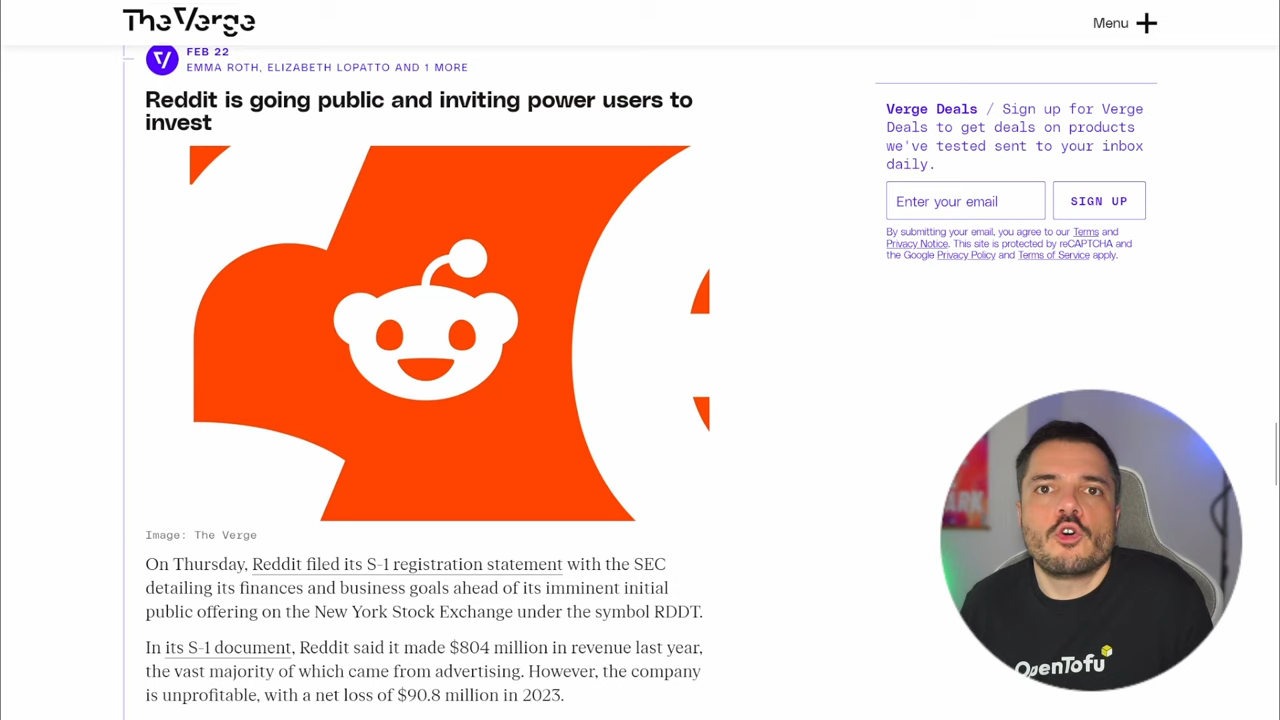 The Verge
Menu
FEB 22
EMMA ROTH, ELIZABETH LOPATTO AND 1 MORE
Reddit is going public and inviting power users to
invest
Image: The Verge
On Thursday, Reddit filed its S-1 registration statement with the SEC
detailing its finances and business goals ahead of its imminent initial
public offering on the New York Stock Exchange under the symbol RDDT.
In its S-1 document, Reddit said it made $804 million in revenue last year,
the vast majority of which came from advertising. However, the company
is unprofitable, with a net loss of $90.8 million in 2023.
Verge Deals / Sign up for Verge
Deals to get deals on products
we've tested sent to your inbox
daily.
Enter your email
SIGN UP
By submitting your email, you agree to our Terms and
Privacy Notice. This site is protected by reCAPTCHA and
the Google Privacy Policy and Terms of Service apply.
OpenTofu